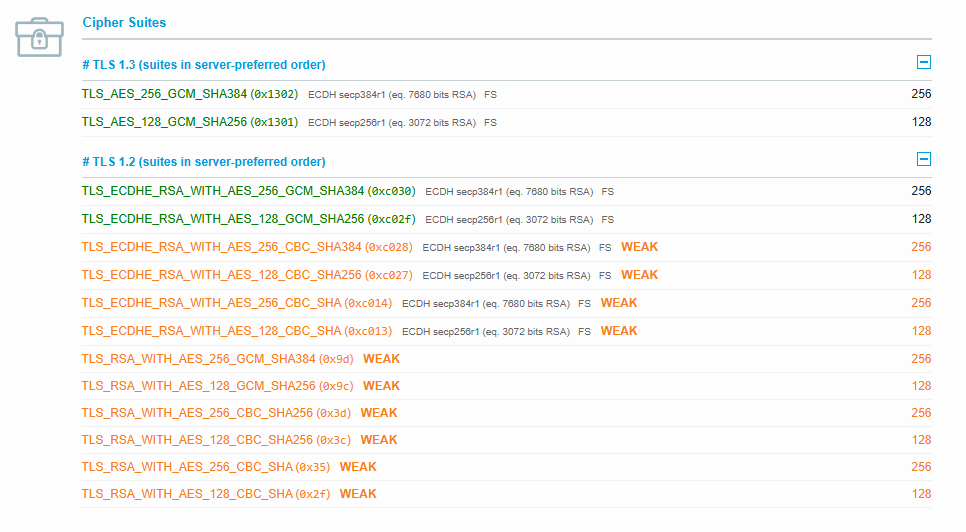 Cipher Suites
# TLS 1.3 (suites in server-preferred order)
TLS_AES_256_GCM_SHA384 (0x1302) ECDH secp384r1 (eq. 7680 bits RSA) FS 256
TLS_AES_128_GCM_SHA256 (0x1301) ECDH secp256r1 (eq. 3072 bits RSA) FS 128
# TLS 1.2 (suites in server-preferred order)
TLS_ECDHE_RSA_WITH_AES_256_GCM_SHA384 (0xc030) ECDH secp384r1 (eq. 7680 bits RSA) FS 256
TLS_ECDHE_RSA_WITH_AES_128_GCM_SHA256 (0xc02f) ECDH secp256r1 (eq. 3072 bits RSA) FS 128
TLS_ECDHE_RSA_WITH_AES_256_CBC_SHA384 (0xc028) ECDH secp384r1 (eq. 7680 bits RSA) FS WEAK 256
TLS_ECDHE_RSA_WITH_AES_128_CBC_SHA256 (0xc027) ECDH secp256r1 (eq. 3072 bits RSA) FS WEAK 128
TLS_ECDHE_RSA_WITH_AES_256_CBC_SHA (0xc014) ECDH secp384r1 (eq. 7680 bits RSA) FS WEAK 256
TLS_ECDHE_RSA_WITH_AES_128_CBC_SHA (0xc013) ECDH secp256r1 (eq. 3072 bits RSA) FS WEAK 128
TLS_RSA_WITH_AES_256_GCM_SHA384 (0x9d) WEAK 256
TLS_RSA_WITH_AES_128_GCM_SHA256 (0x9c) WEAK 128
TLS_RSA_WITH_AES_256_CBC_SHA256 (0x3d) WEAK 256
TLS_RSA_WITH_AES_128_CBC_SHA256 (0x3c) WEAK 128
TLS_RSA_WITH_AES_256_CBC_SHA (0x35) WEAK 256
TLS_RSA_WITH_AES_128_CBC_SHA (0x2f) WEAK 128